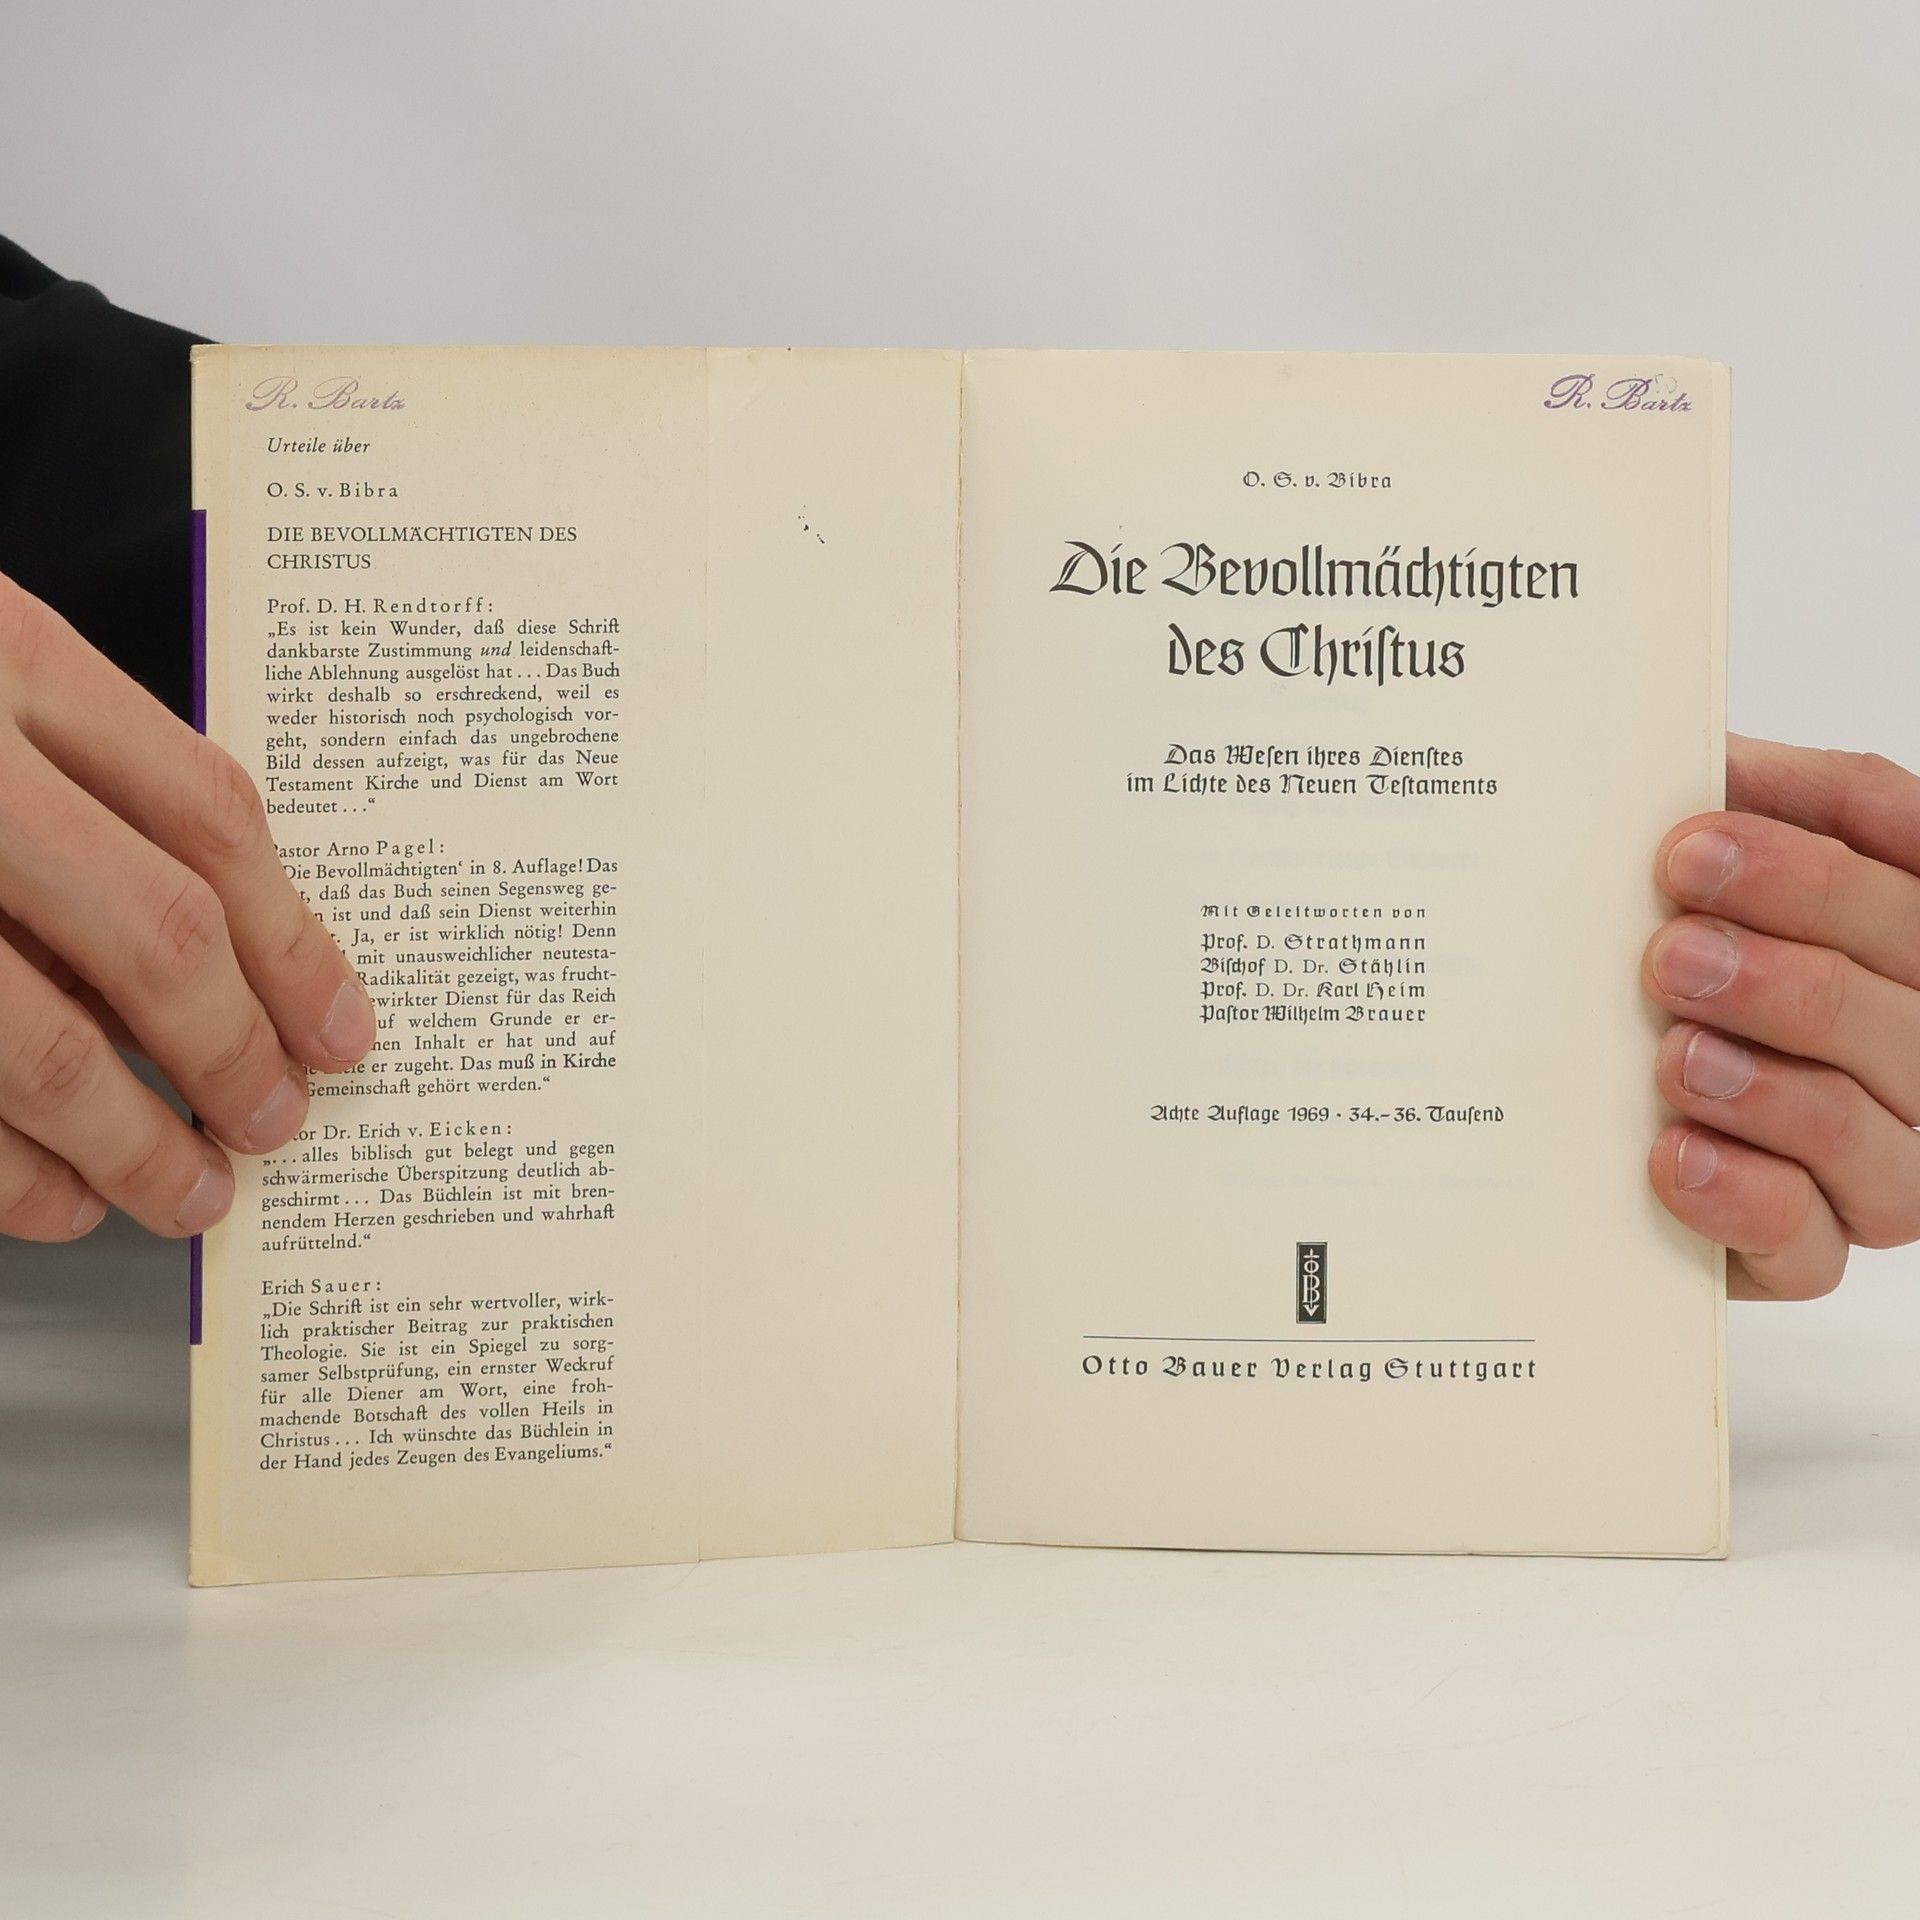 R. Bartz
Urteile über
O. S. v. Bibra
DIE BEVOLLMÄCHTIGTEN DES
CHRISTUS
Prof. D. H. Rendtorff:
„Es ist kein Wunder, daß diese Schrift
dankbarste Zustimmung und leidenschaft-
liche Ablehnung ausgelöst hat . . . Das Buch
wirkt deshalb so erschreckend, weil es
weder historisch noch psychologisch vor-
geht, sondern einfach das ungebrochene
Bild dessen aufzeigt, was für das Neue
Testament Kirche und Dienst am Wort
bedeutet . . .“
Pastor Arno Pagel:
Die Bevollmächtigten‘ in 8. Auflage! Das
daß das Buch seinen Segensweg ge-
ist und daß sein Dienst weiterhin
Ja, er ist wirklich nötig! Denn
mit unausweichlicher neutesta-
Radikalität gezeigt, was frucht-
Dienst für das Reich
welchem Grunde er er-
Inhalt er hat und auf
er zugeht. Das muß in Kirche
Gemeinschaft gehört werden.“
Dr. Erich v. Eicken:
„. . . alles biblisch gut belegt und gegen
schwärmerische Überspitzung deutlich ab-
geschirmt . . . Das Büchlein ist mit bren-
nendem Herzen geschrieben und wahrhaft
aufrüttelnd.“
Erich Sauer:
„Die Schrift ist ein sehr wertvoller, wirk-
lich praktischer Beitrag zur praktischen
Theologie. Sie ist ein Spiegel zu sorg-
samer Selbstprüfung, ein ernster Weckruf
für alle Diener am Wort, eine froh-
machende Botschaft des vollen Heils in
Christus . . . Ich wünschte das Büchlein in
der Hand jedes Zeugen des Evangeliums.“
R. Bartz
O. S. v. Bibra
Die Bevollmächtigten
des Chriſtus
Das Weſen ihres Dienſtes
im Lichte des Neuen Teſtaments
Mit Geleitworten von
Prof. D. Strathmann
Biſchof D. Dr. Stählin
Prof. D. Dr. Karl Heim
Paſtor Wilhelm Brauer
Achte Auflage 1969 · 34.–36. Tauſend
OBV
Otto Bauer Verlag Stuttgart